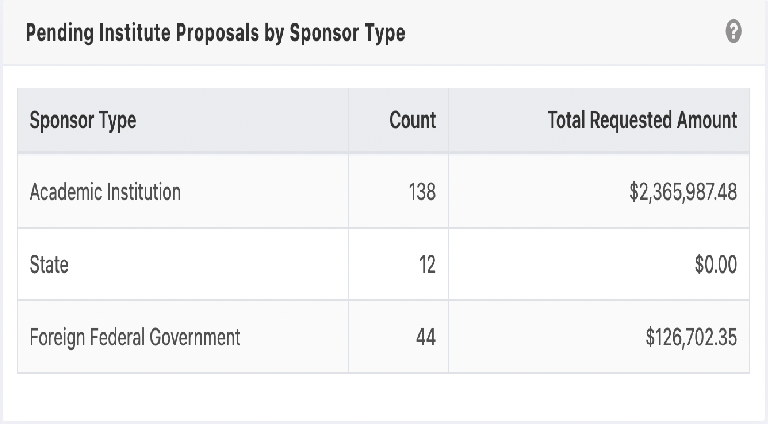 Pending Institute Proposals by Sponsor Type ?
Sponsor Type Count Total Requested Amount
Academic Institution 138 $2,365,987.48
State 12 $0.00
Foreign Federal Government 44 $126,702.35